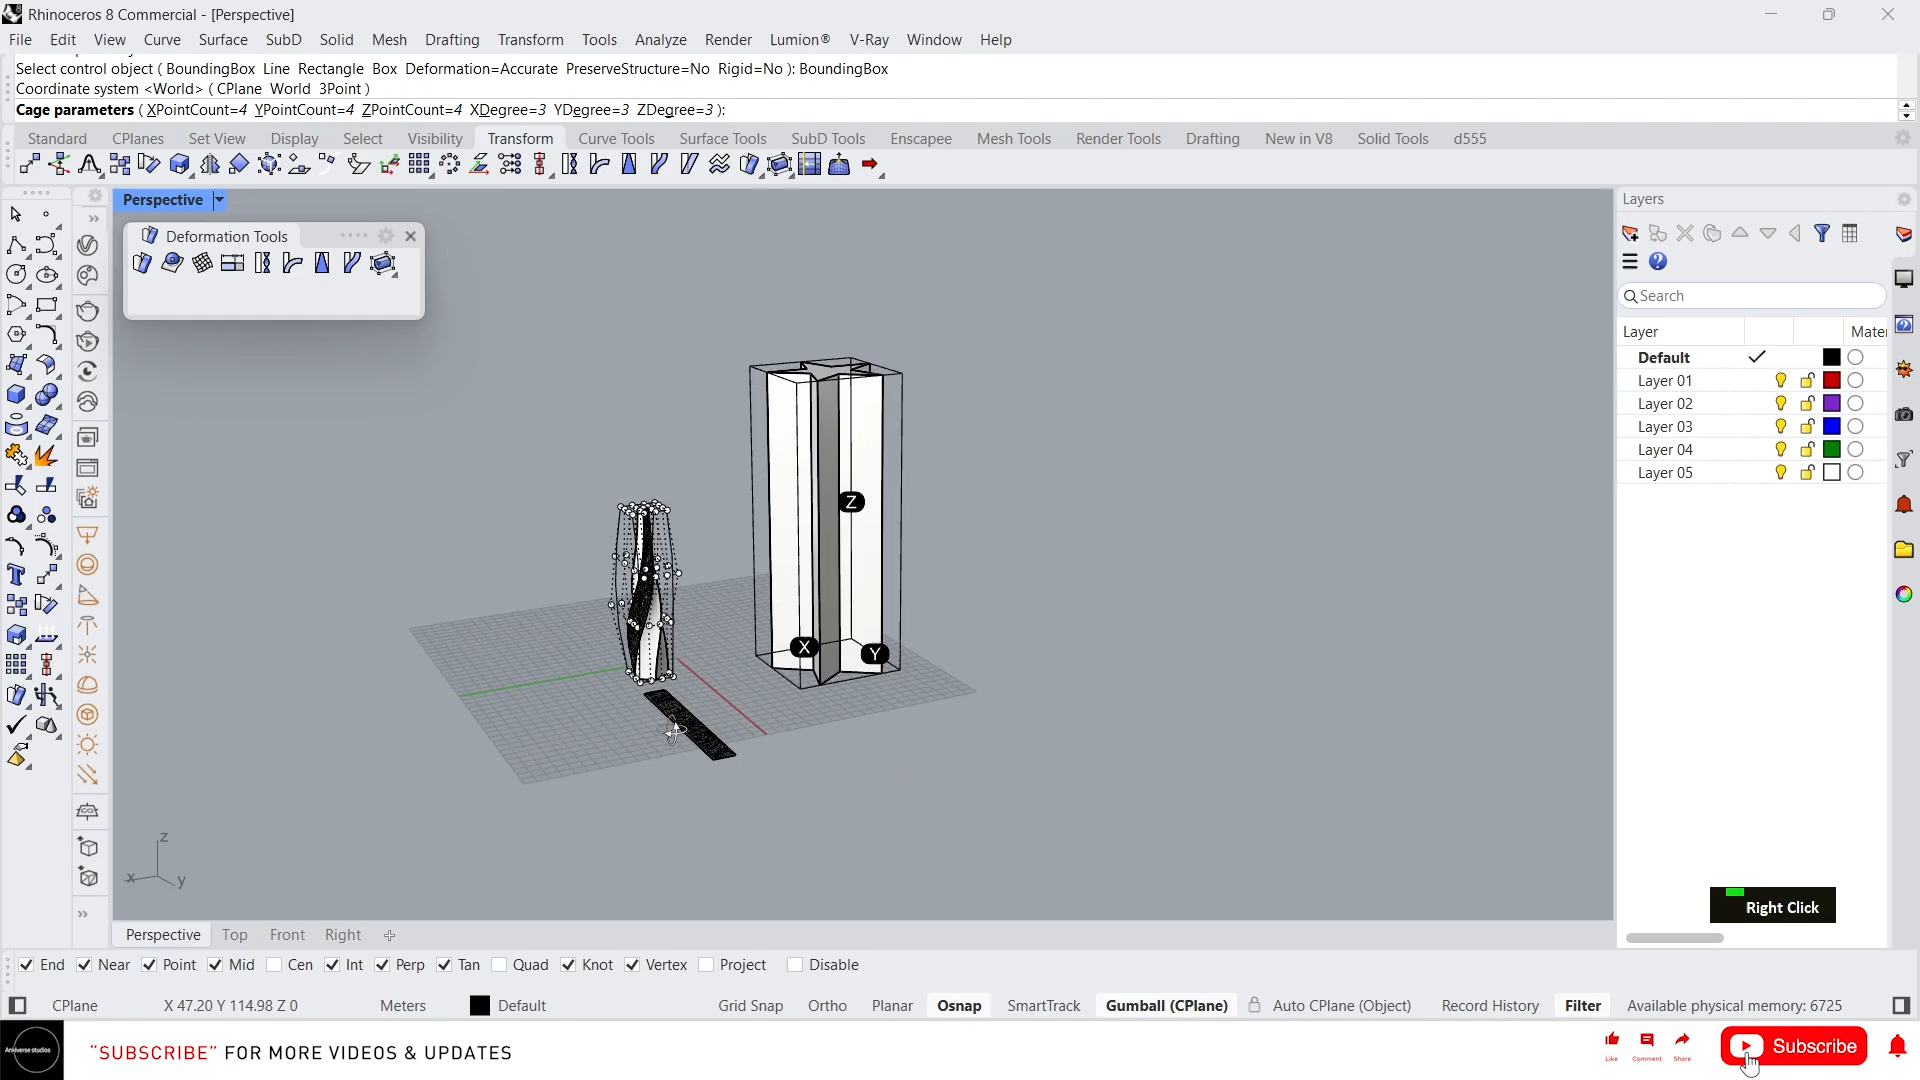 Rhinoceros 8 Commercial - [Perspective]
File Edit View Curve Surface SubD Solid Mesh Drafting Transform Tools Analyze Render Lumion® V-Ray Window Help
Select control object ( BoundingBox Line Rectangle Box Deformation=Accurate PreserveStructure=No Rigid=No ): BoundingBox
Coordinate system <World> ( CPlane World 3Point )
Cage parameters ( XPointCount=4 YPointCount=4 ZPointCount=4 XDegree=3 YDegree=3 ZDegree=3 ):
Standard CPlanes Set View Display Select Visibility Transform Curve Tools Surface Tools SubD Tools Enscapee Mesh Tools Render Tools Drafting New in V8 Solid Tools d555
Perspective
Layers
Deformation Tools
Search
Layer Mater
Default
Layer 01
Layer 02
Layer 03
Layer 04
Layer 05
Z
X Y
z
x y
Right Click
Perspective Top Front Right
End Near Point Mid Cen Int Perp Tan Quad Knot Vertex Project Disable
CPlane X 47.20 Y 114.98 Z 0 Meters Default Grid Snap Ortho Planar Osnap SmartTrack Gumball (CPlane) Auto CPlane (Object) Record History Filter Available physical memory: 6725
"SUBSCRIBE" FOR MORE VIDEOS & UPDATES
Like Comment Share
Subscribe